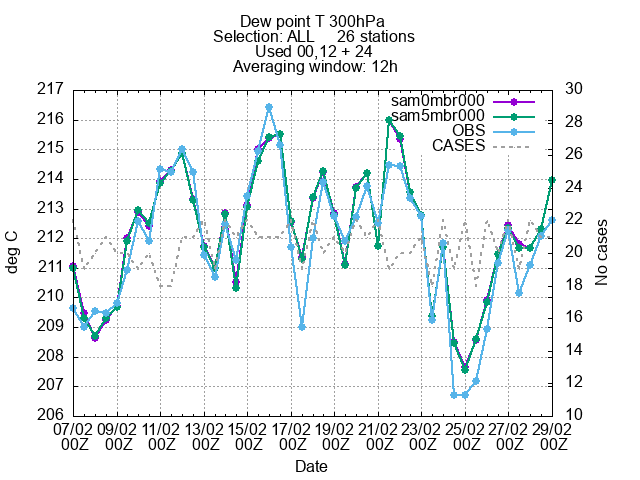 Dew point T 300hPa
Selection: ALL     26 stations
Used 00,12 + 24
Averaging window: 12h
217
216
215
214
213
212
211
210
209
208
207
206
deg C
30
28
26
24
22
20
18
16
14
12
10
No cases
sam0mbr000
sam5mbr000
OBS
CASES
07/02 09/02 11/02 13/02 15/02 17/02 19/02 21/02 23/02 25/02 27/02 29/02
00Z 00Z 00Z 00Z 00Z 00Z 00Z 00Z 00Z 00Z 00Z 00Z
Date